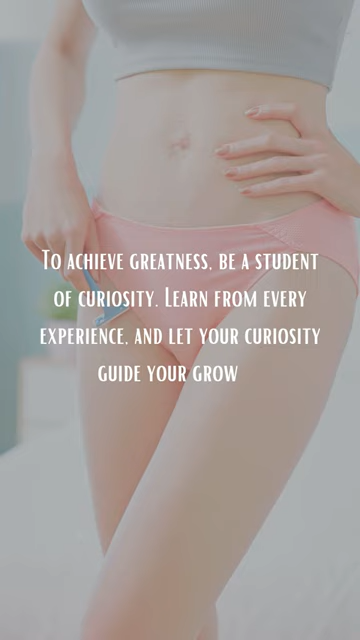 To achieve greatness, be a student
of curiosity. Learn from every
experience, and let your curiosity
guide your grow